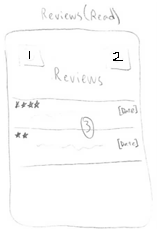 Reviews (Read)
1 2
Reviews
**** [Date]
3
** [Date]